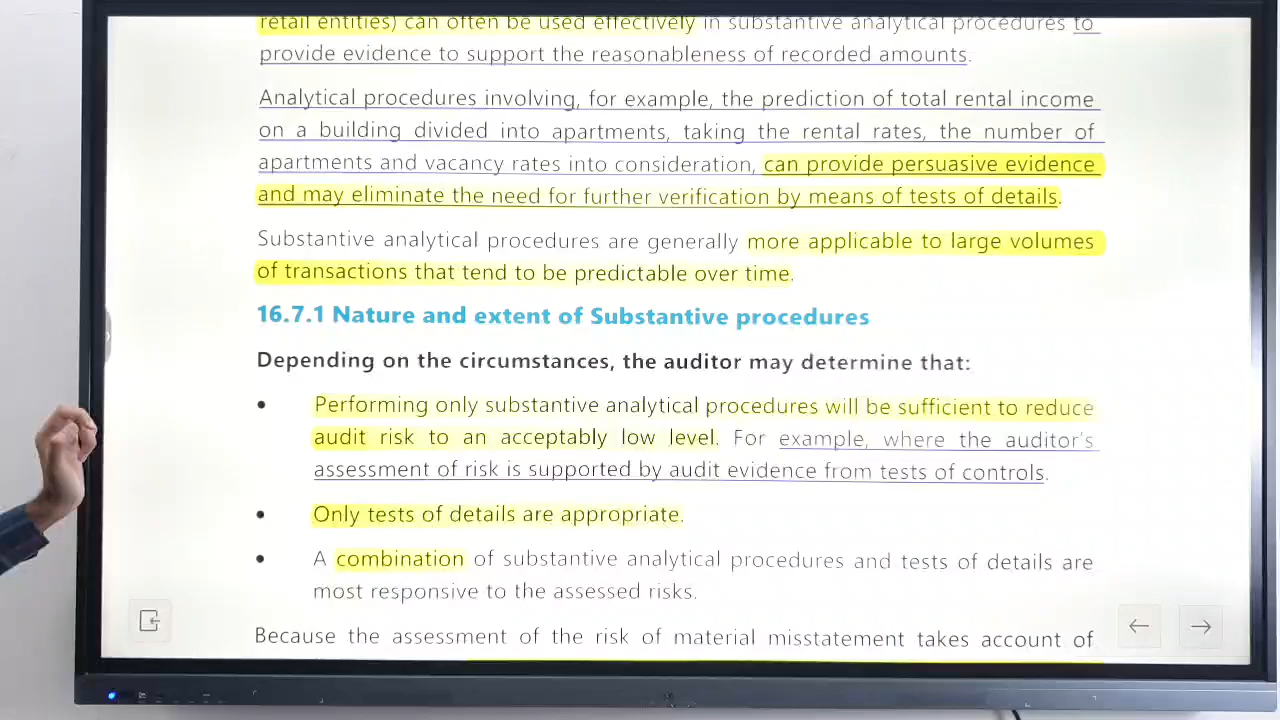 retail entities) can often be used effectively in substantive analytical procedures to
provide evidence to support the reasonableness of recorded amounts.
Analytical procedures involving, for example, the prediction of total rental income
on a building divided into apartments, taking the rental rates, the number of
apartments and vacancy rates into consideration, can provide persuasive evidence
and may eliminate the need for further verification by means of tests of details.
Substantive analytical procedures are generally more applicable to large volumes
of transactions that tend to be predictable over time.
16.7.1 Nature and extent of Substantive procedures
Depending on the circumstances, the auditor may determine that:
• Performing only substantive analytical procedures will be sufficient to reduce
audit risk to an acceptably low level. For example, where the auditor's
assessment of risk is supported by audit evidence from tests of controls.
• Only tests of details are appropriate.
• A combination of substantive analytical procedures and tests of details are
most responsive to the assessed risks.
Because the assessment of the risk of material misstatement takes account of